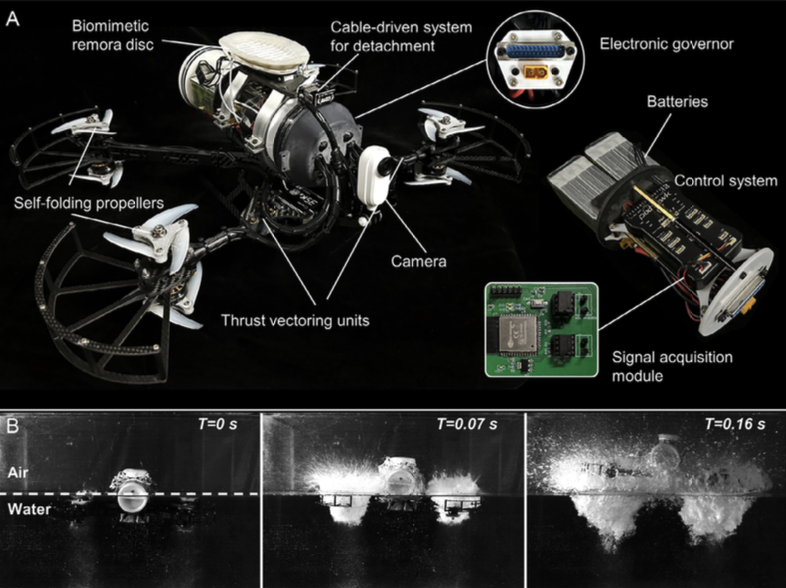 A
Biomimetic
remora disc
Cable-driven system
for detachment
Electronic governor
Batteries
Control system
Self-folding propellers
Camera
Thrust vectoring units
Signal acquisition
module
B
T=0 s
T=0.07 s
T=0.16 s
Air
Water